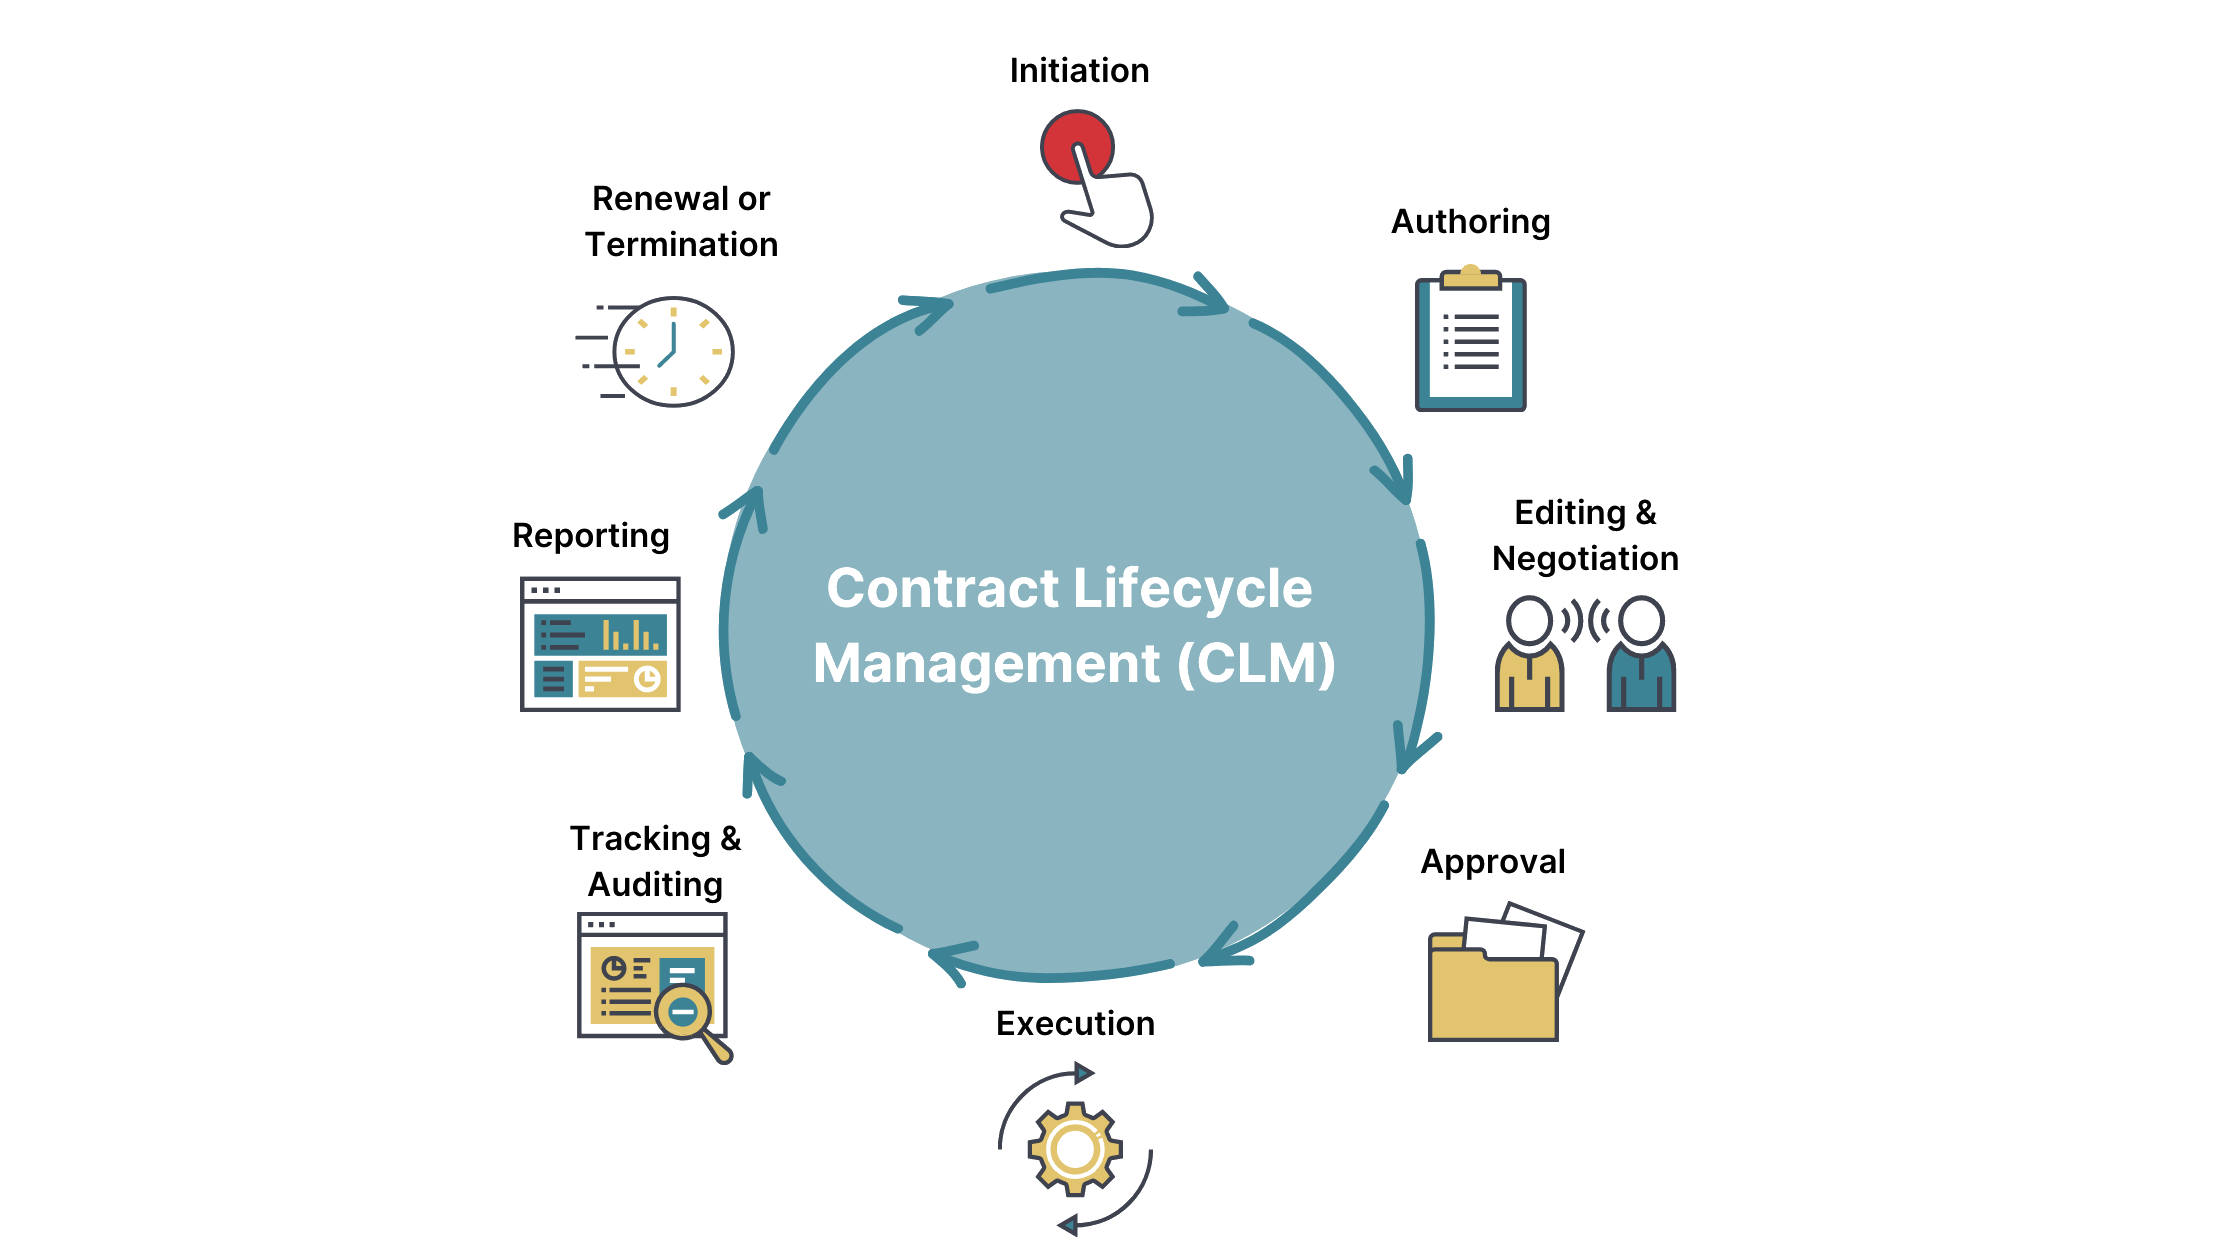 Initiation
Authoring
Editing &
Negotiation
Approval
Execution
Tracking &
Auditing
Reporting
Renewal or
Termination
Contract Lifecycle
Management (CLM)